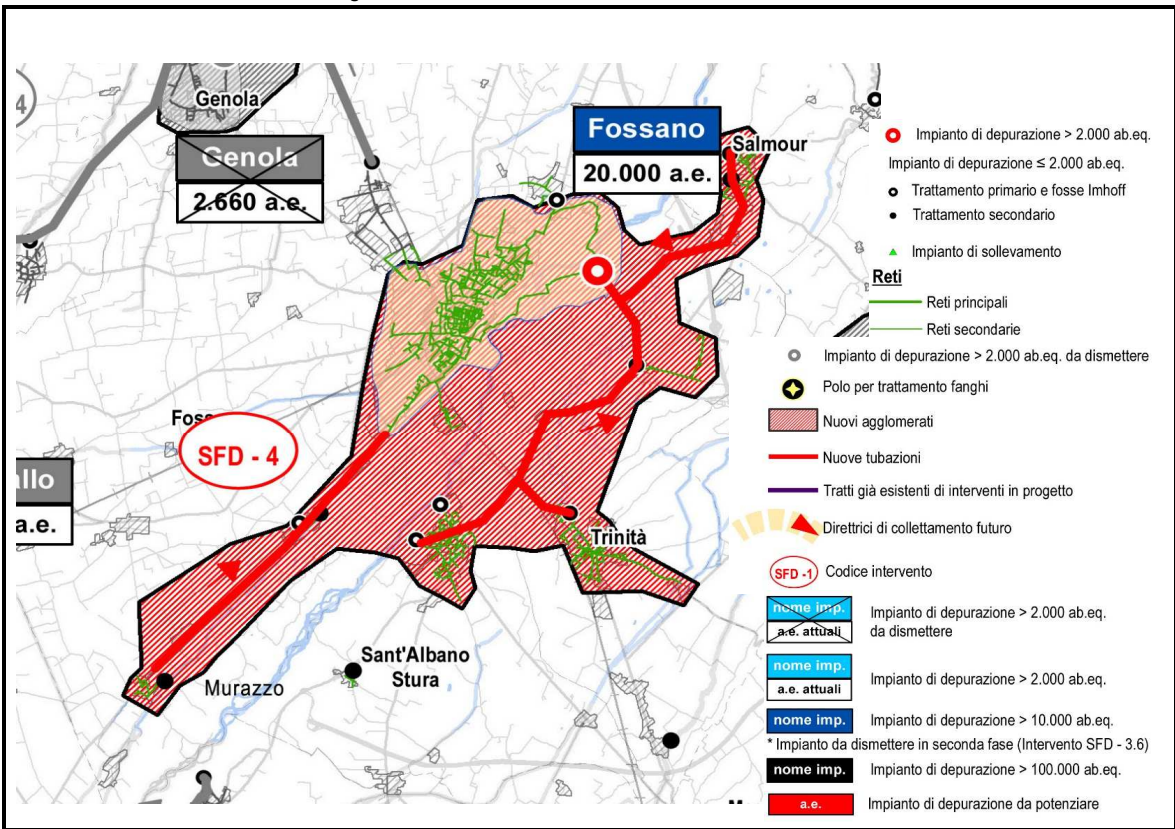 Genola
Genola
2.660 a.e.
Fossano
20.000 a.e.
Salmour
SFD - 4
a.e.
Trinità
Sant'Albano
Stura
Murazzo
Impianto di depurazione > 2.000 ab.eq.
Impianto di depurazione ≤ 2.000 ab.eq.
Trattamento primario e fosse Imhoff
Trattamento secondario
Impianto di sollevamento
Reti
Reti principali
Reti secondarie
Impianto di depurazione > 2.000 ab.eq. da dismettere
Polo per trattamento fanghi
Nuovi agglomerati
Nuove tubazioni
Tratti già esistenti di interventi in progetto
Direttrici di collettamento futuro
SFD -1 Codice intervento
nome imp. Impianto di depurazione > 2.000 ab.eq.
a.e. attuali da dismettere
nome imp.
a.e. attuali Impianto di depurazione > 2.000 ab.eq.
nome imp. Impianto di depurazione > 10.000 ab.eq.
* Impianto da dismettere in seconda fase (Intervento SFD - 3.6)
nome imp. Impianto di depurazione > 100.000 ab.eq.
a.e. Impianto di depurazione da potenziare